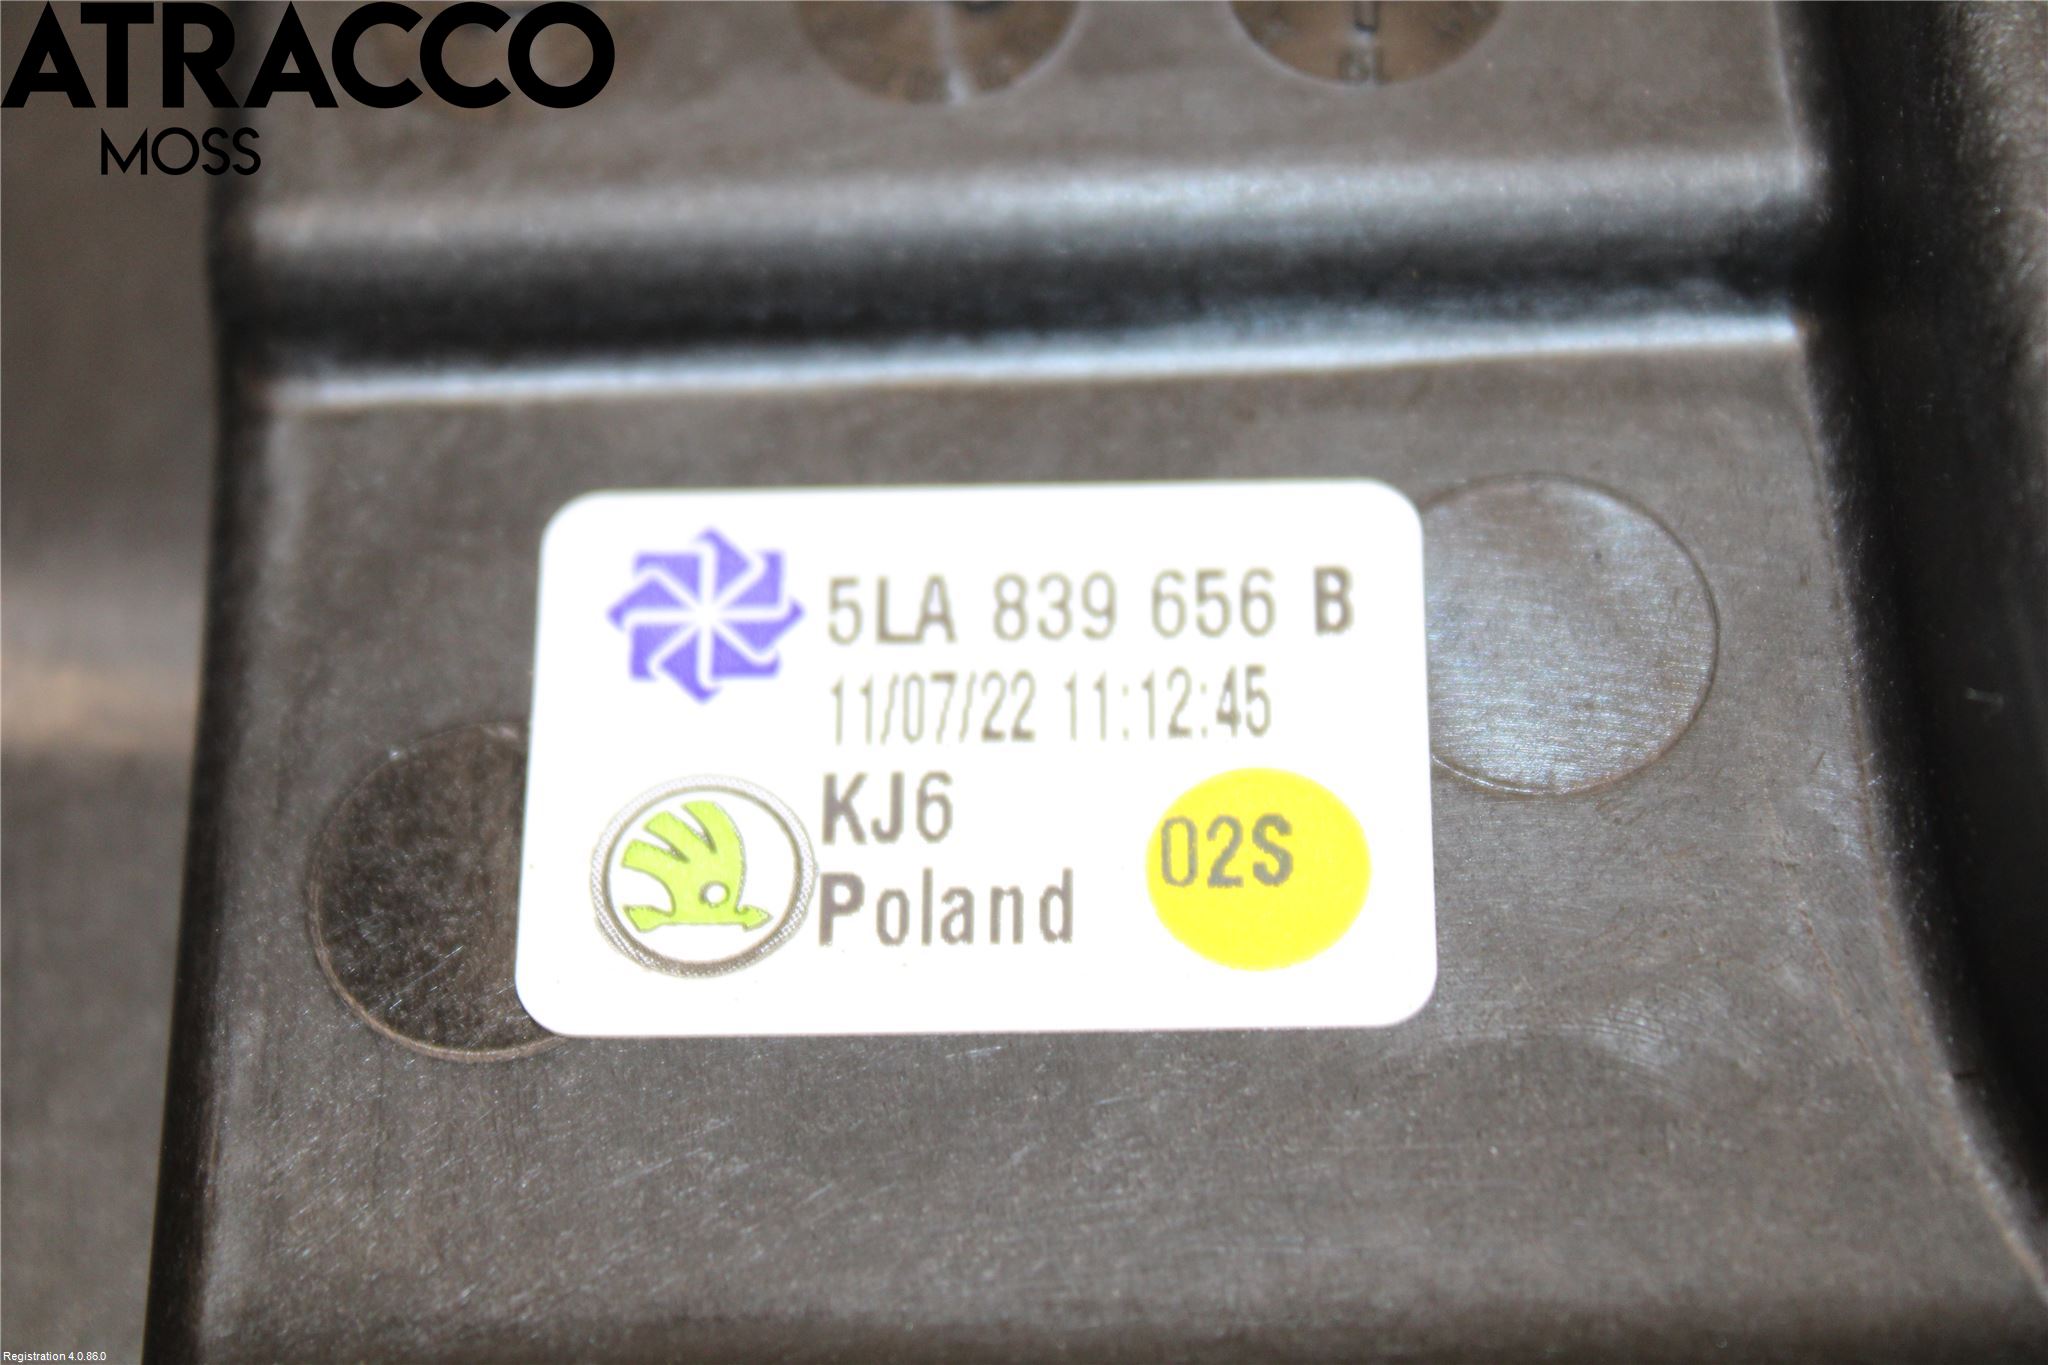 ATRACCO
MOSS
5LA 839 656 B
11/07/22 11:12:45
KJ6
Poland
02S
Registration 4.0.86.0